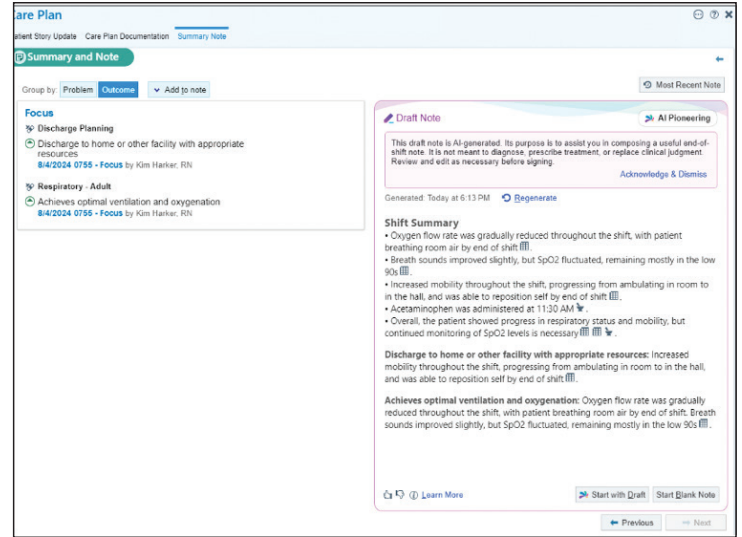 Care Plan
Patient Story Update Care Plan Documentation Summary Note
Summary and Note
Group by: Problem Outcome Add to note
Most Recent Note
Focus
Discharge Planning
Discharge to home or other facility with appropriate
resources
8/4/2024 0755 - Focus by Kim Harker, RN
Respiratory - Adult
Achieves optimal ventilation and oxygenation
8/4/2024 0755 - Focus by Kim Harker, RN
Draft Note
AI Pioneering
This draft note is AI-generated. Its purpose is to assist you in composing a useful end-of-
shift note. It is not meant to diagnose, prescribe treatment, or replace clinical judgment.
Review and edit as necessary before signing.
Acknowledge & Dismiss
Generated: Today at 6:13 PM Regenerate
Shift Summary
• Oxygen flow rate was gradually reduced throughout the shift, with patient
breathing room air by end of shift.
• Breath sounds improved slightly, but SpO2 fluctuated, remaining mostly in the low
90s.
• Increased mobility throughout the shift, progressing from ambulating in room to
in the hall, and was able to reposition self by end of shift.
• Acetaminophen was administered at 11:30 AM.
• Overall, the patient showed progress in respiratory status and mobility, but
continued monitoring of SpO2 levels is necessary.
Discharge to home or other facility with appropriate resources: Increased
mobility throughout the shift, progressing from ambulating in room to in the hall,
and was able to reposition self by end of shift.
Achieves optimal ventilation and oxygenation: Oxygen flow rate was gradually
reduced throughout the shift, with patient breathing room air by end of shift. Breath
sounds improved slightly, but SpO2 fluctuated, remaining mostly in the low 90s.
Learn More
Start with Draft Start Blank Note
Previous Next